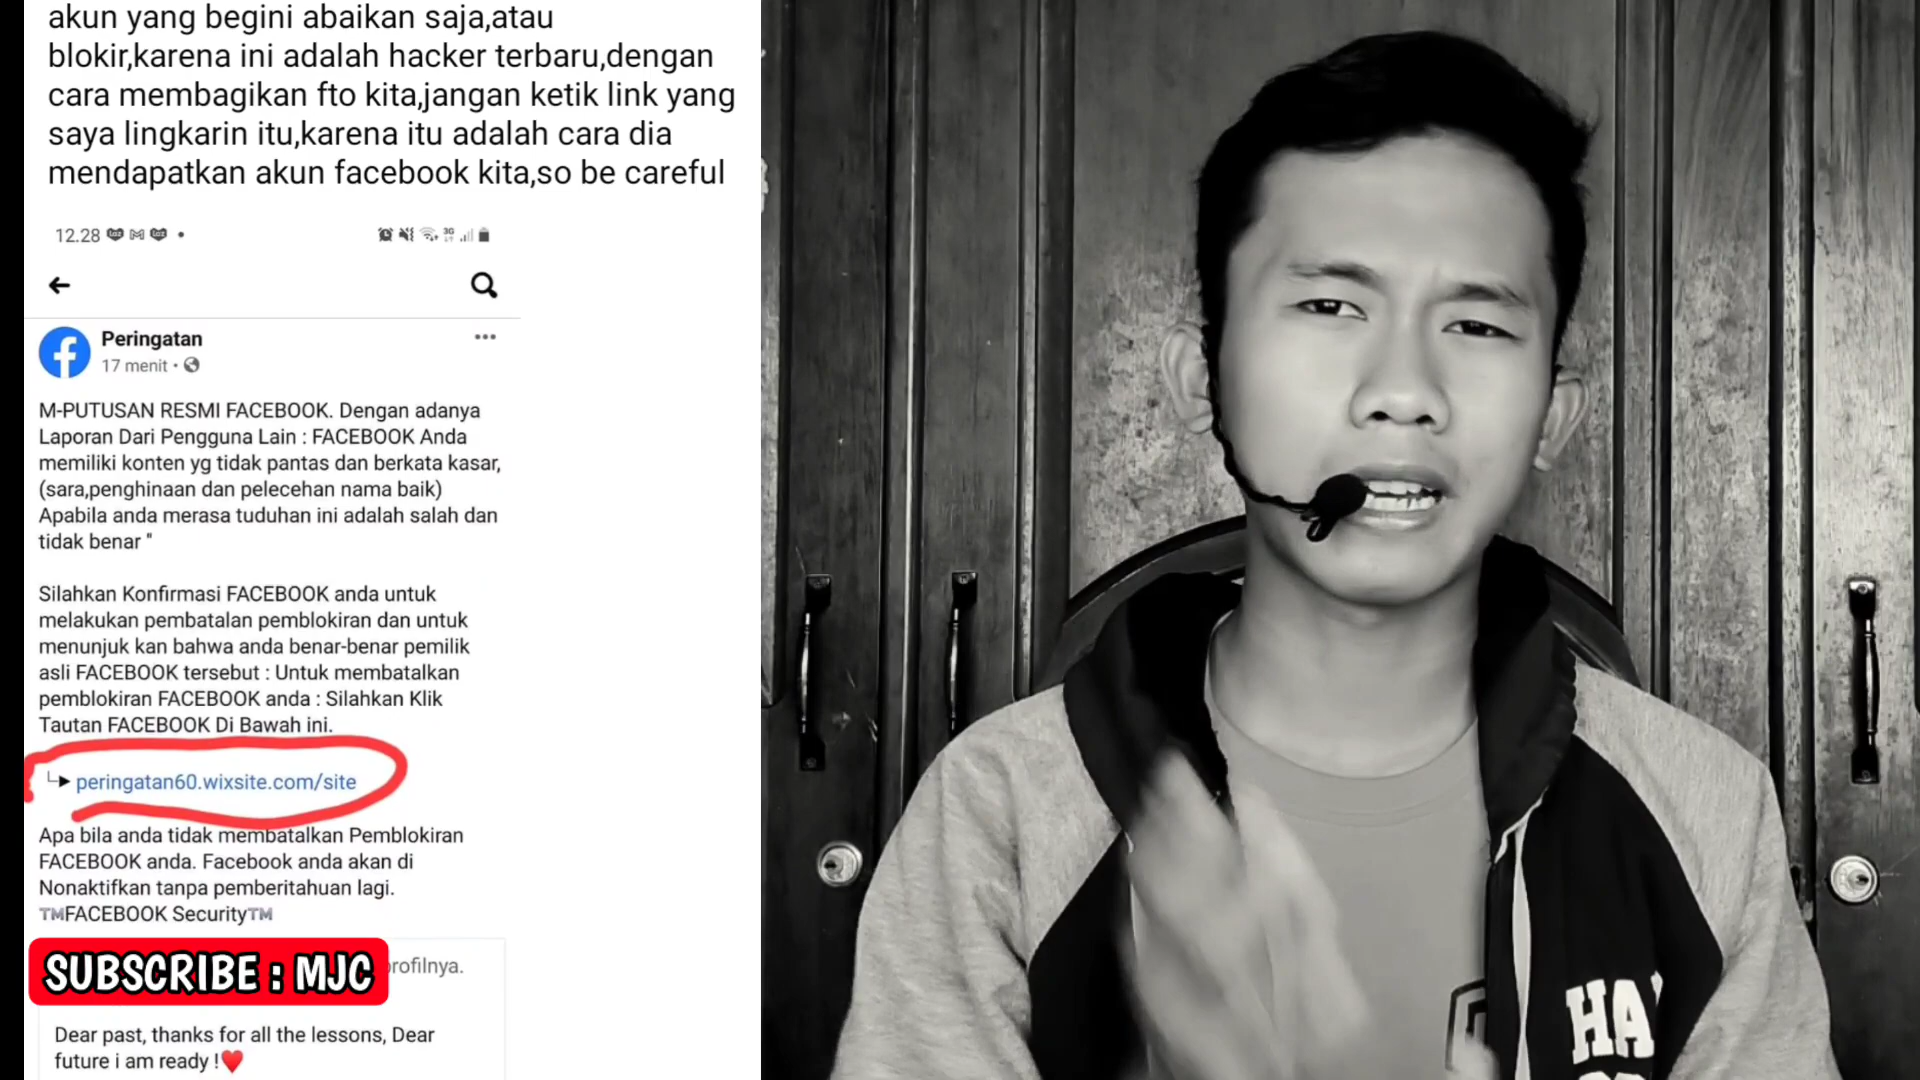 akun yang begini abaikan saja,atau
blokir,karena ini adalah hacker terbaru,dengan
cara membagikan fto kita,jangan ketik link yang
saya lingkarin itu,karena itu adalah cara dia
mendapatkan akun facebook kita,so be careful
12.28
3G
Peringatan
17 menit
M-PUTUSAN RESMI FACEBOOK. Dengan adanya
Laporan Dari Pengguna Lain : FACEBOOK Anda
memiliki konten yg tidak pantas dan berkata kasar,
(sara,penghinaan dan pelecehan nama baik)
Apabila anda merasa tuduhan ini adalah salah dan
tidak benar "
Silahkan Konfirmasi FACEBOOK anda untuk
melakukan pembatalan pemblokiran dan untuk
menunjuk kan bahwa anda benar-benar pemilik
asli FACEBOOK tersebut : Untuk membatalkan
pemblokiran FACEBOOK anda : Silahkan Klik
Tautan FACEBOOK Di Bawah ini.
peringatan60.wixsite.com/site
Apa bila anda tidak membatalkan Pemblokiran
FACEBOOK anda. Facebook anda akan di
Nonaktifkan tanpa pemberitahuan lagi.
™FACEBOOK Security™
SUBSCRIBE : MJC
rofilnya.
Dear past, thanks for all the lessons, Dear
future i am ready !❤️
HA